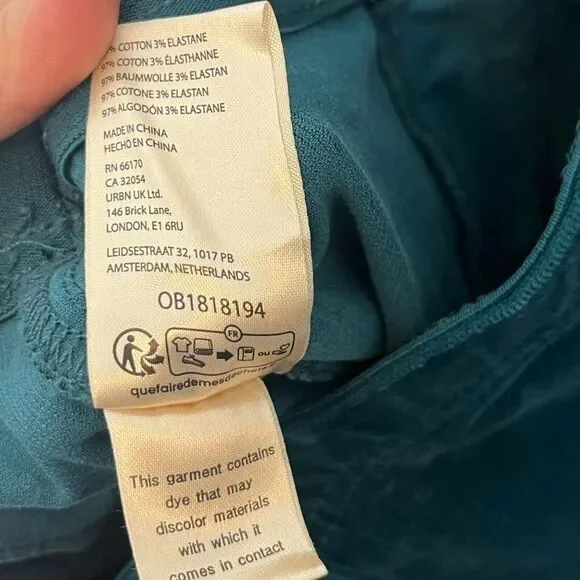 % COTTON 3% ELASTANE
97% COTON 3% ÉLASTHANNE
97% BAUMWOLLE 3% ELASTAN
97% COTONE 3% ELASTAN
97% ALGODÓN 3% ELASTANE
MADE IN CHINA
HECHO EN CHINA
RN 66170
CA 32054
URBN UK Ltd.
146 Brick Lane,
LONDON, E1 6RU
LEIDSESTRAAT 32, 1017 PB
AMSTERDAM, NETHERLANDS
OB1818194
FR
ou
quefairedemesdechets
This garment contains
dye that may
discolor materials
with which it
comes in contact